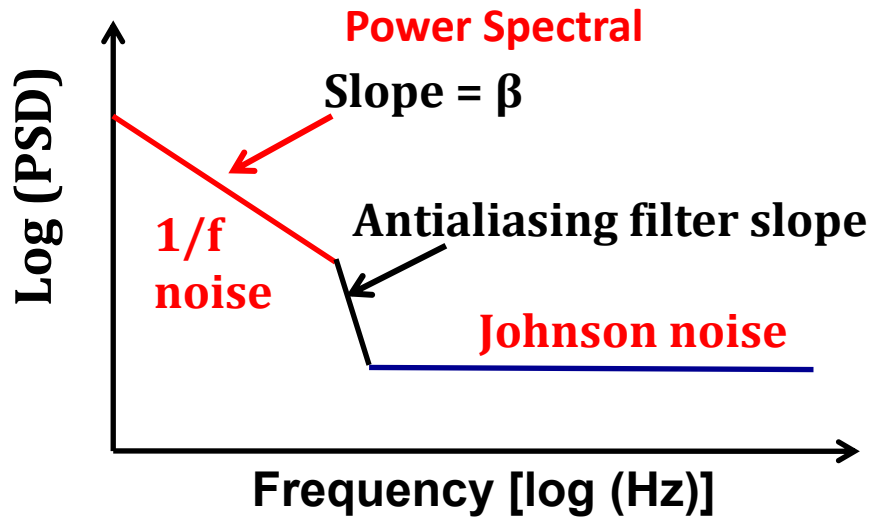 Power Spectral
Slope = β
Log (PSD)
Antialiasing filter slope
1/f
noise
Johnson noise
Frequency [log (Hz)]